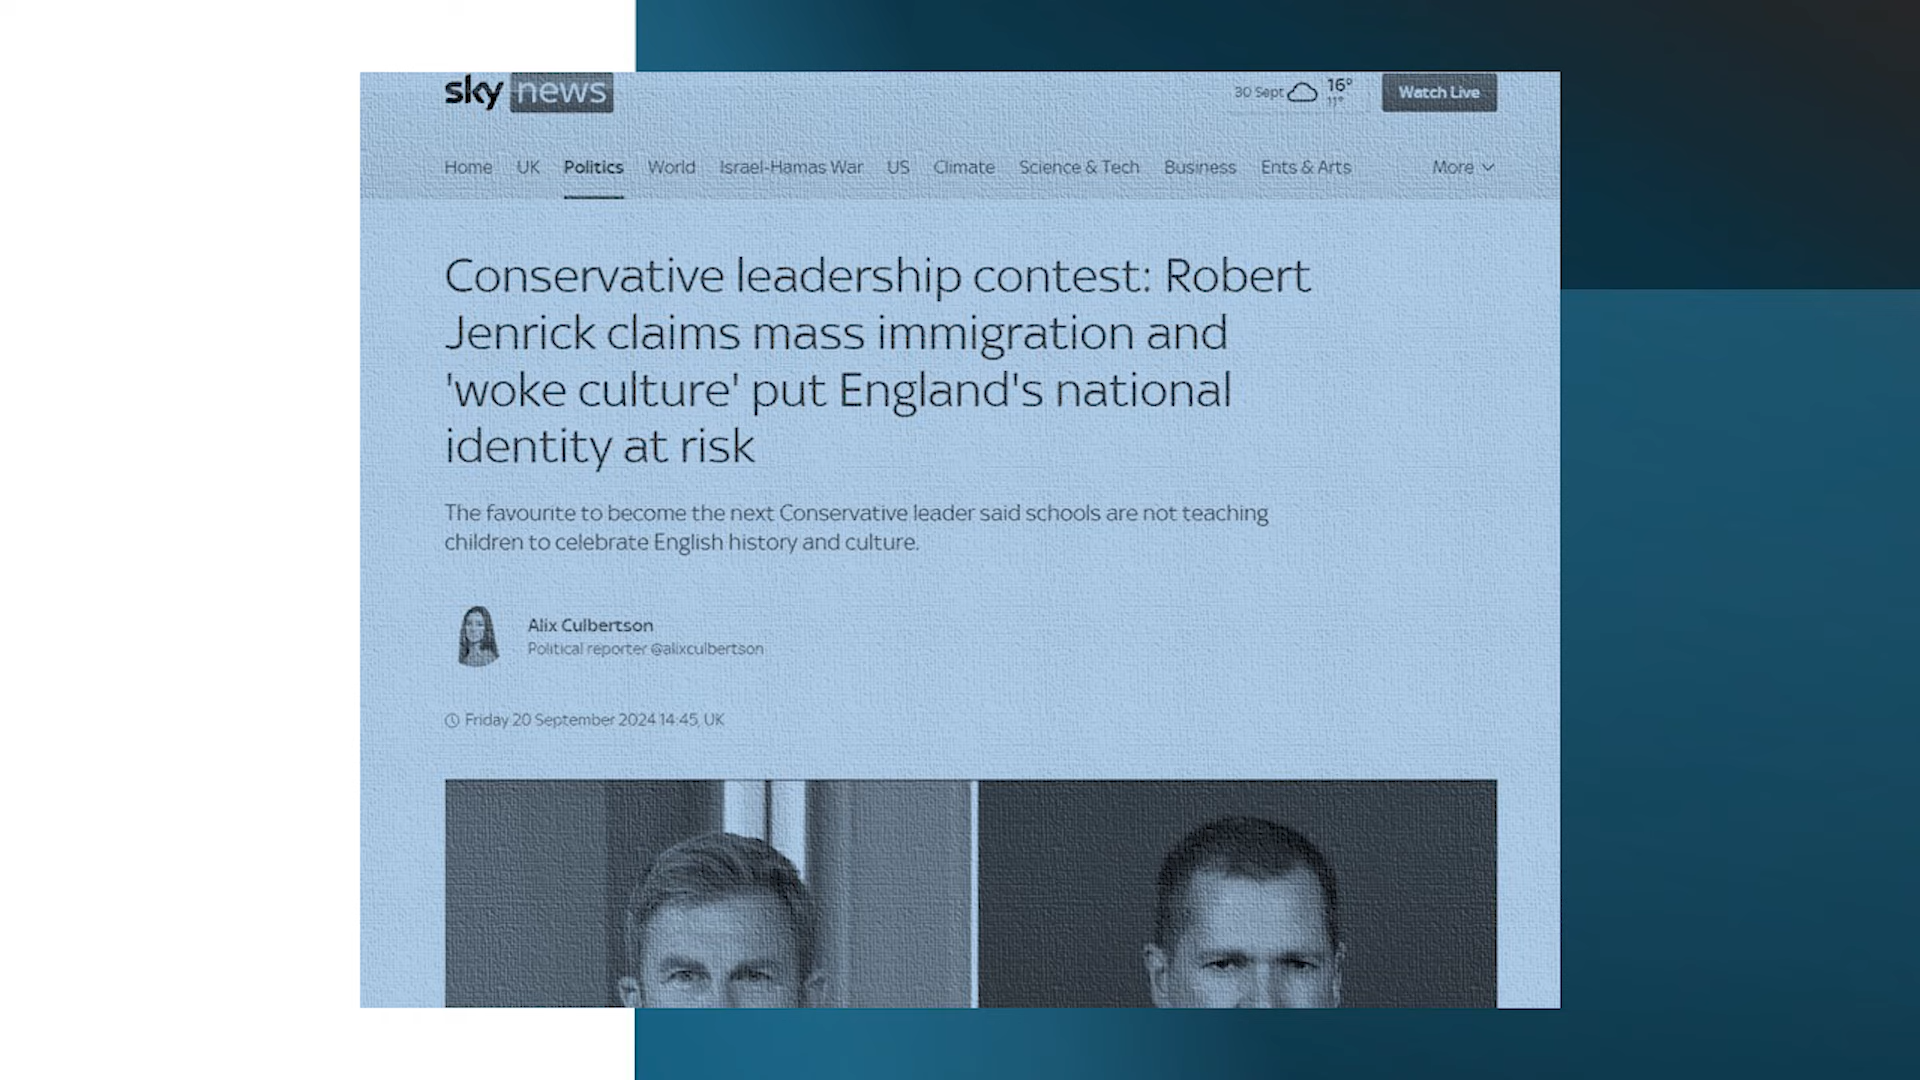 sky news
30 Sept 16°
11°
Watch Live
Home UK Politics World Israel-Hamas War US Climate Science & Tech Business Ents & Arts More
Conservative leadership contest: Robert
Jenrick claims mass immigration and
'woke culture' put England's national
identity at risk
The favourite to become the next Conservative leader said schools are not teaching
children to celebrate English history and culture.
Alix Culbertson
Political reporter @alixculbertson
Friday 20 September 2024 14:45, UK